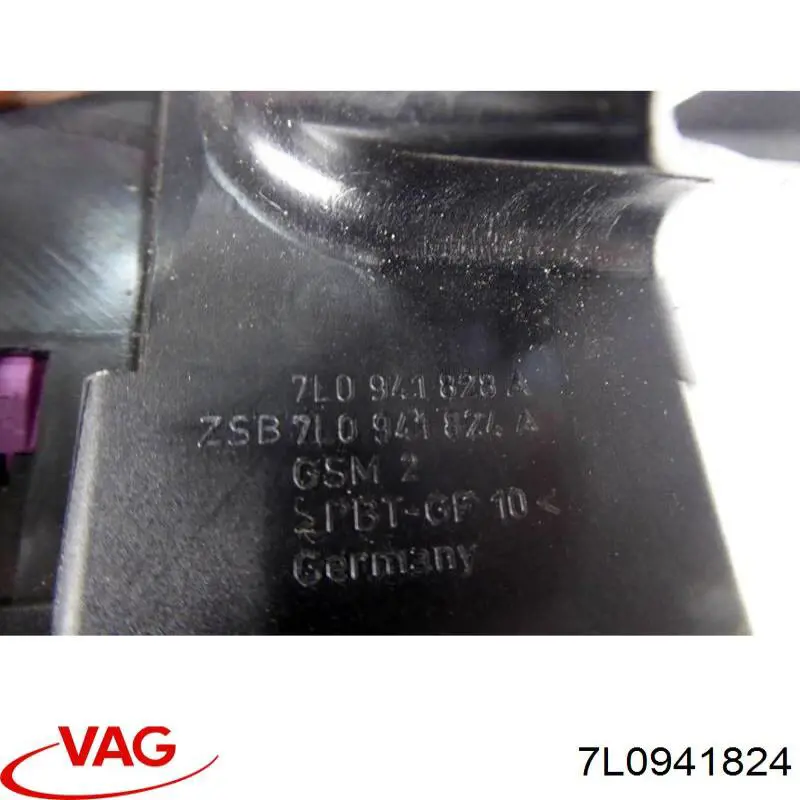 7L0 941 828 A
ZSB 7L0 941 824 A
GSM 2
>PBT-GF 10<
Germany
VAG
7L0941824